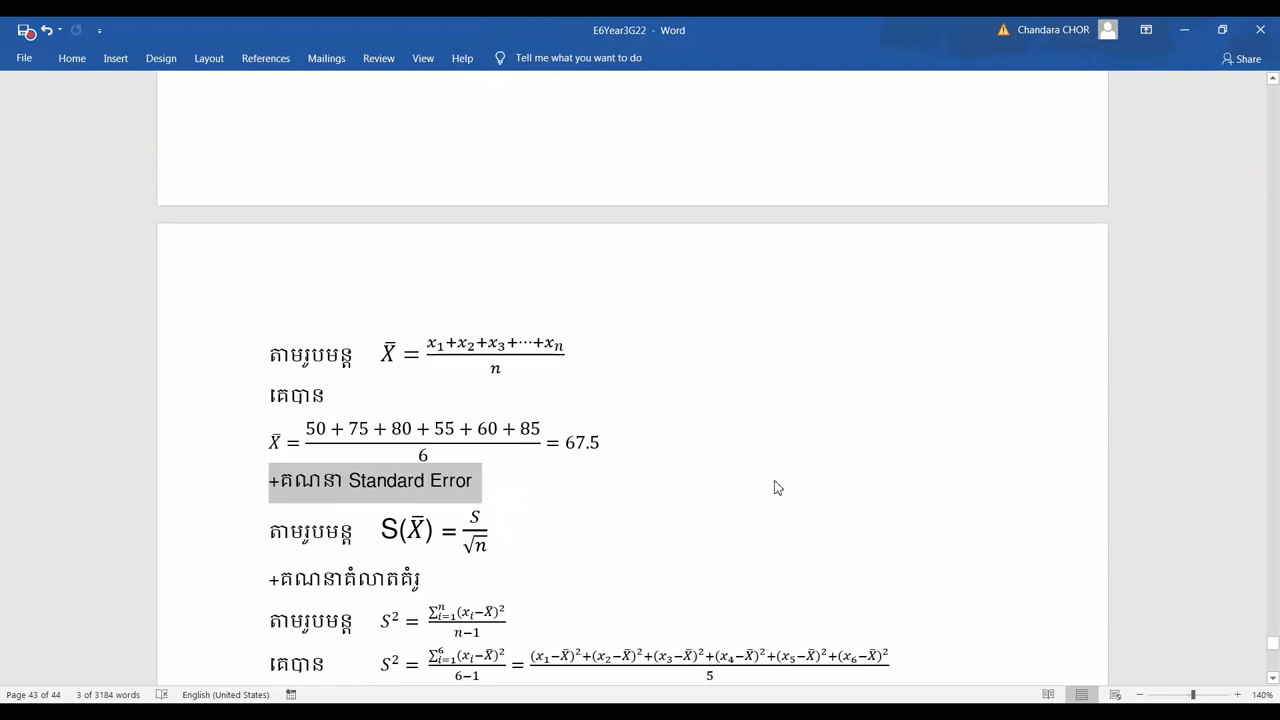 E6Year3G22 - Word
Chandara CHOR
File Home Insert Design Layout References Mailings Review View Help Tell me what you want to do Share
តាមរូបមន្ត X̄ = (x₁+x₂+x₃+⋯+xₙ)/n
គេបាន
X̄ = (50 + 75 + 80 + 55 + 60 + 85)/6 = 67.5
+គណនា Standard Error
តាមរូបមន្ត S(X̄) = S/√n
+គណនាគំលាតគំរូ
តាមរូបមន្ត S² = ∑ⁿᵢ₌₁(xᵢ−X̄)²/(n−1)
គេបាន S² = ∑⁶ᵢ₌₁(xᵢ−X̄)²/(6−1) = ((x₁−X̄)²+(x₂−X̄)²+(x₃−X̄)²+(x₄−X̄)²+(x₅−X̄)²+(x₆−X̄)²)/5
Page 43 of 44 3 of 3184 words English (United States) 140%